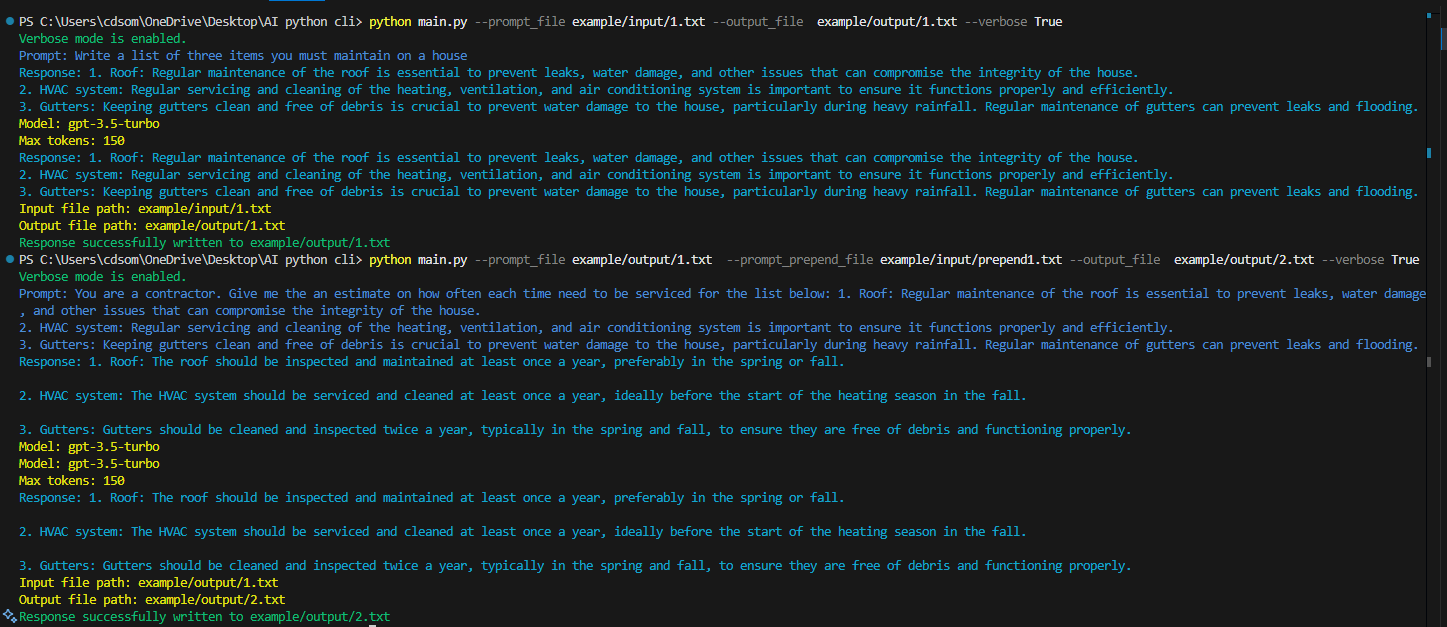 PS C:\Users\cdsom\OneDrive\Desktop\AI python cli> python main.py --prompt_file example/input/1.txt --output_file  example/output/1.txt --verbose True
Verbose mode is enabled.
Prompt: Write a list of three items you must maintain on a house
Response: 1. Roof: Regular maintenance of the roof is essential to prevent leaks, water damage, and other issues that can compromise the integrity of the house.
2. HVAC system: Regular servicing and cleaning of the heating, ventilation, and air conditioning system is important to ensure it functions properly and efficiently.
3. Gutters: Keeping gutters clean and free of debris is crucial to prevent water damage to the house, particularly during heavy rainfall. Regular maintenance of gutters can prevent leaks and flooding.
Model: gpt-3.5-turbo
Max tokens: 150
Response: 1. Roof: Regular maintenance of the roof is essential to prevent leaks, water damage, and other issues that can compromise the integrity of the house.
2. HVAC system: Regular servicing and cleaning of the heating, ventilation, and air conditioning system is important to ensure it functions properly and efficiently.
3. Gutters: Keeping gutters clean and free of debris is crucial to prevent water damage to the house, particularly during heavy rainfall. Regular maintenance of gutters can prevent leaks and flooding.
Input file path: example/input/1.txt
Output file path: example/output/1.txt
Response successfully written to example/output/1.txt
PS C:\Users\cdsom\OneDrive\Desktop\AI python cli> python main.py --prompt_file example/output/1.txt  --prompt_prepend_file example/input/prepend1.txt --output_file  example/output/2.txt --verbose True
Verbose mode is enabled.
Prompt: You are a contractor. Give me the an estimate on how often each time need to be serviced for the list below: 1. Roof: Regular maintenance of the roof is essential to prevent leaks, water damage
, and other issues that can compromise the integrity of the house.
2. HVAC system: Regular servicing and cleaning of the heating, ventilation, and air conditioning system is important to ensure it functions properly and efficiently.
3. Gutters: Keeping gutters clean and free of debris is crucial to prevent water damage to the house, particularly during heavy rainfall. Regular maintenance of gutters can prevent leaks and flooding.
Response: 1. Roof: The roof should be inspected and maintained at least once a year, preferably in the spring or fall.
2. HVAC system: The HVAC system should be serviced and cleaned at least once a year, ideally before the start of the heating season in the fall.
3. Gutters: Gutters should be cleaned and inspected twice a year, typically in the spring and fall, to ensure they are free of debris and functioning properly.
Model: gpt-3.5-turbo
Model: gpt-3.5-turbo
Max tokens: 150
Response: 1. Roof: The roof should be inspected and maintained at least once a year, preferably in the spring or fall.
2. HVAC system: The HVAC system should be serviced and cleaned at least once a year, ideally before the start of the heating season in the fall.
3. Gutters: Gutters should be cleaned and inspected twice a year, typically in the spring and fall, to ensure they are free of debris and functioning properly.
Input file path: example/output/1.txt
Output file path: example/output/2.txt
Response successfully written to example/output/2.txt